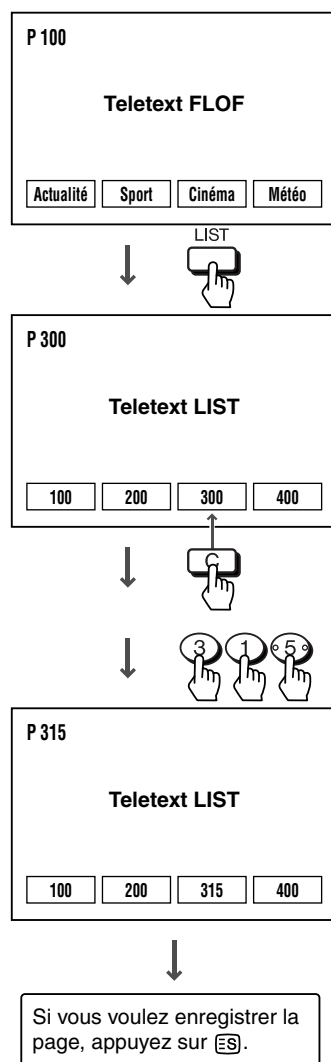 P 100
Teletext FLOF
Actualité Sport Cinéma Météo
LIST
P 300
Teletext LIST
100 200 300 400
C
3 1 5
P 315
Teletext LIST
100 200 315 400
Si vous voulez enregistrer la
page, appuyez sur ES.